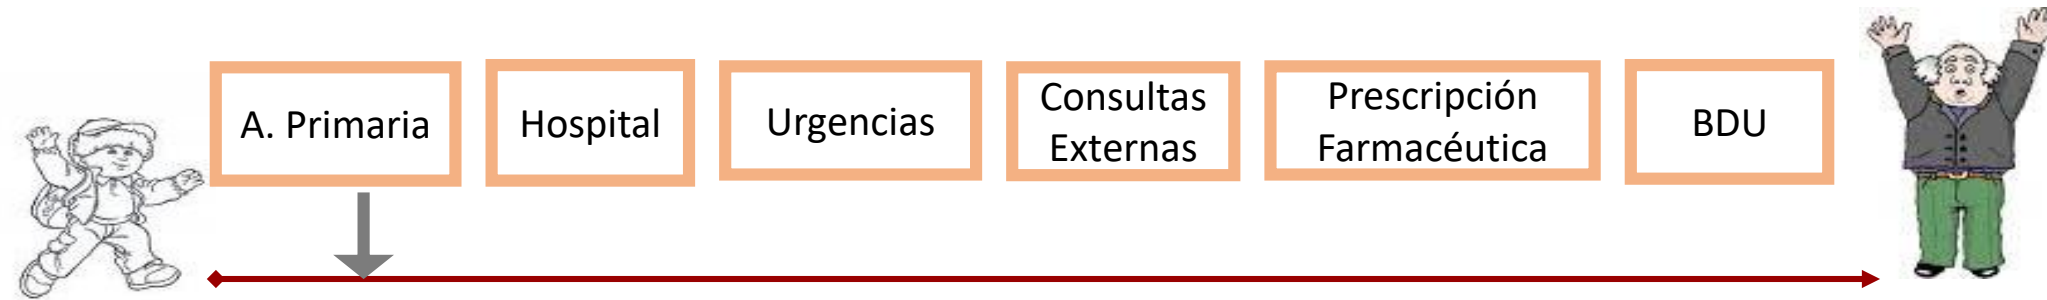 A. Primaria
Hospital
Urgencias
Consultas
Externas
Prescripción
Farmacéutica
BDU